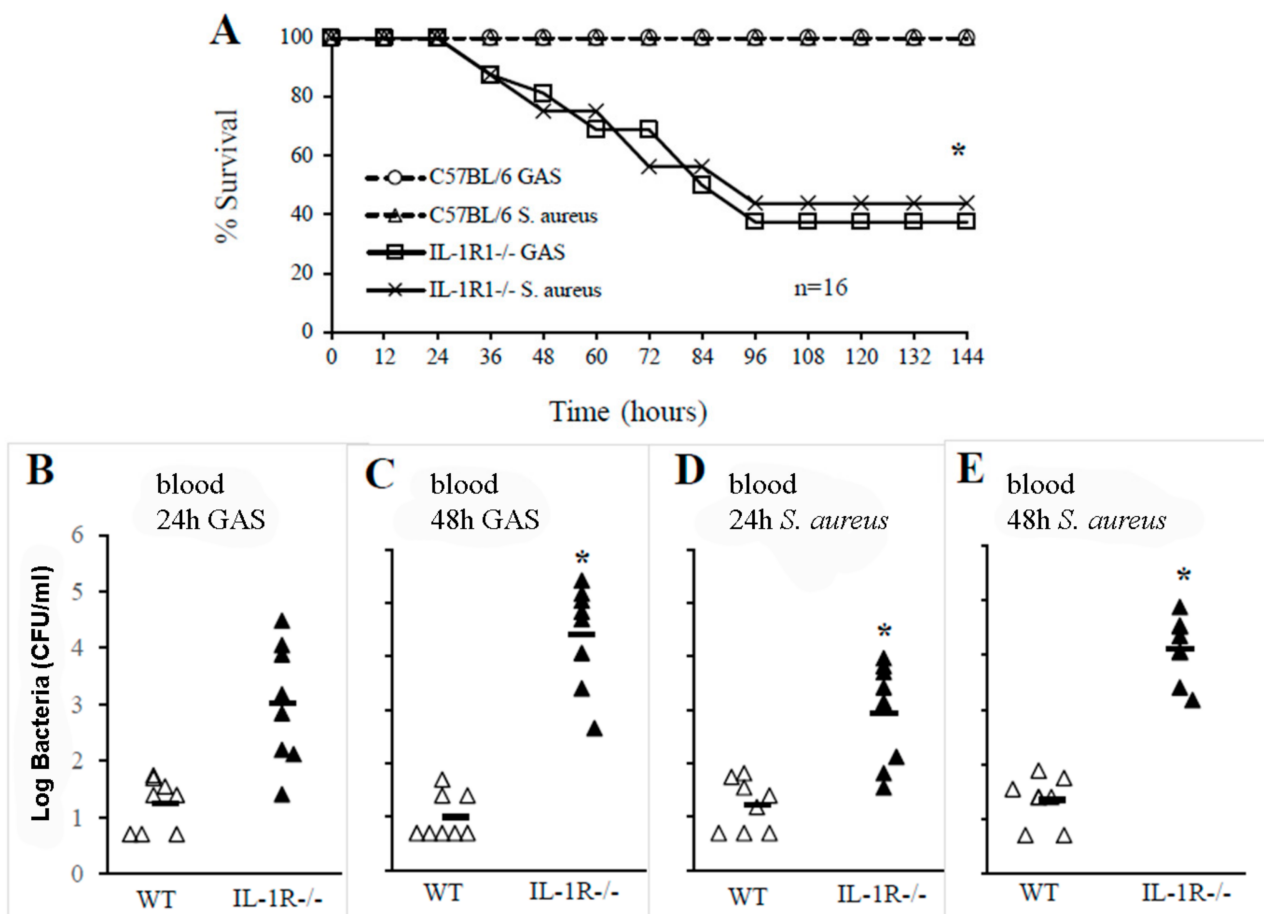 A
100
80
60
40
20
0
% Survival
C57BL/6 GAS
C57BL/6 S. aureus
IL-1R1-/- GAS
IL-1R1-/- S. aureus
*
n=16
0 12 24 36 48 60 72 84 96 108 120 132 144
Time (hours)
B
blood
24h GAS
6
5
4
3
2
1
0
Log Bacteria (CFU/ml)
WT IL-1R-/-
C
blood
48h GAS
*
WT IL-1R-/-
D
blood
24h S. aureus
*
WT IL-1R-/-
E
blood
48h S. aureus
*
WT IL-1R-/-